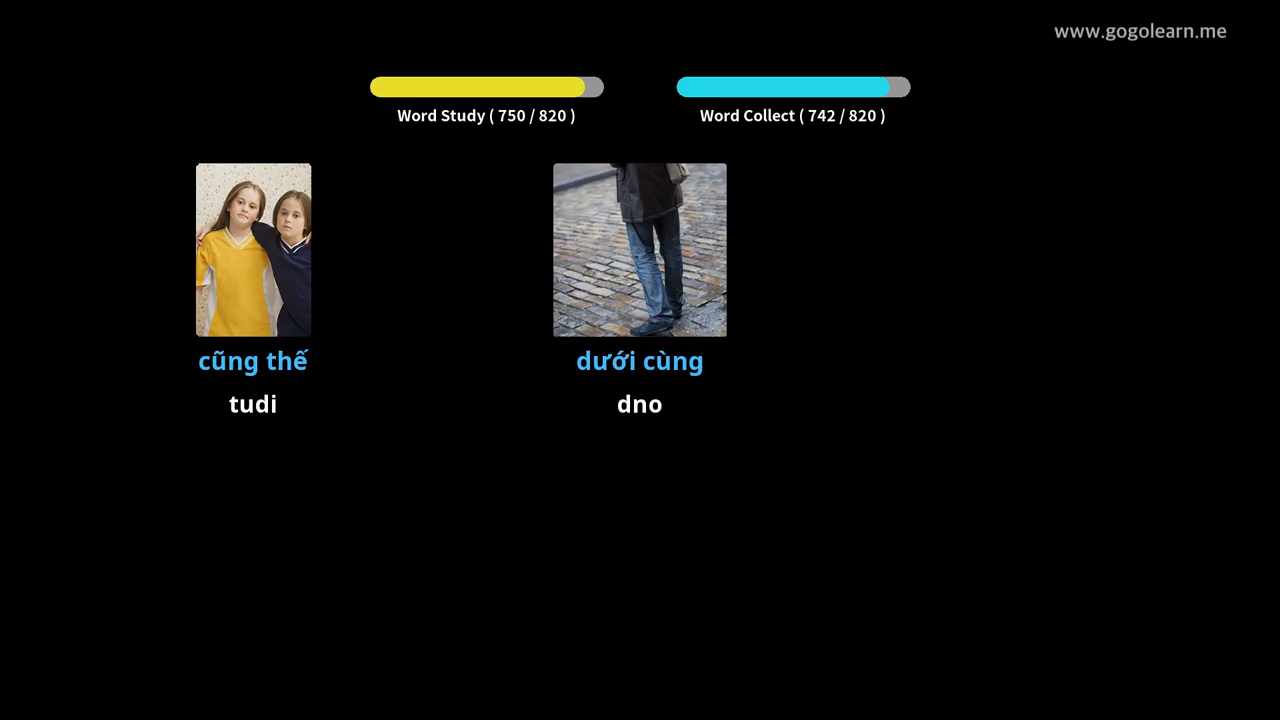 www.gogolearn.me
Word Study ( 750 / 820 )
Word Collect ( 742 / 820 )
cũng thế
tudi
dưới cùng
dno